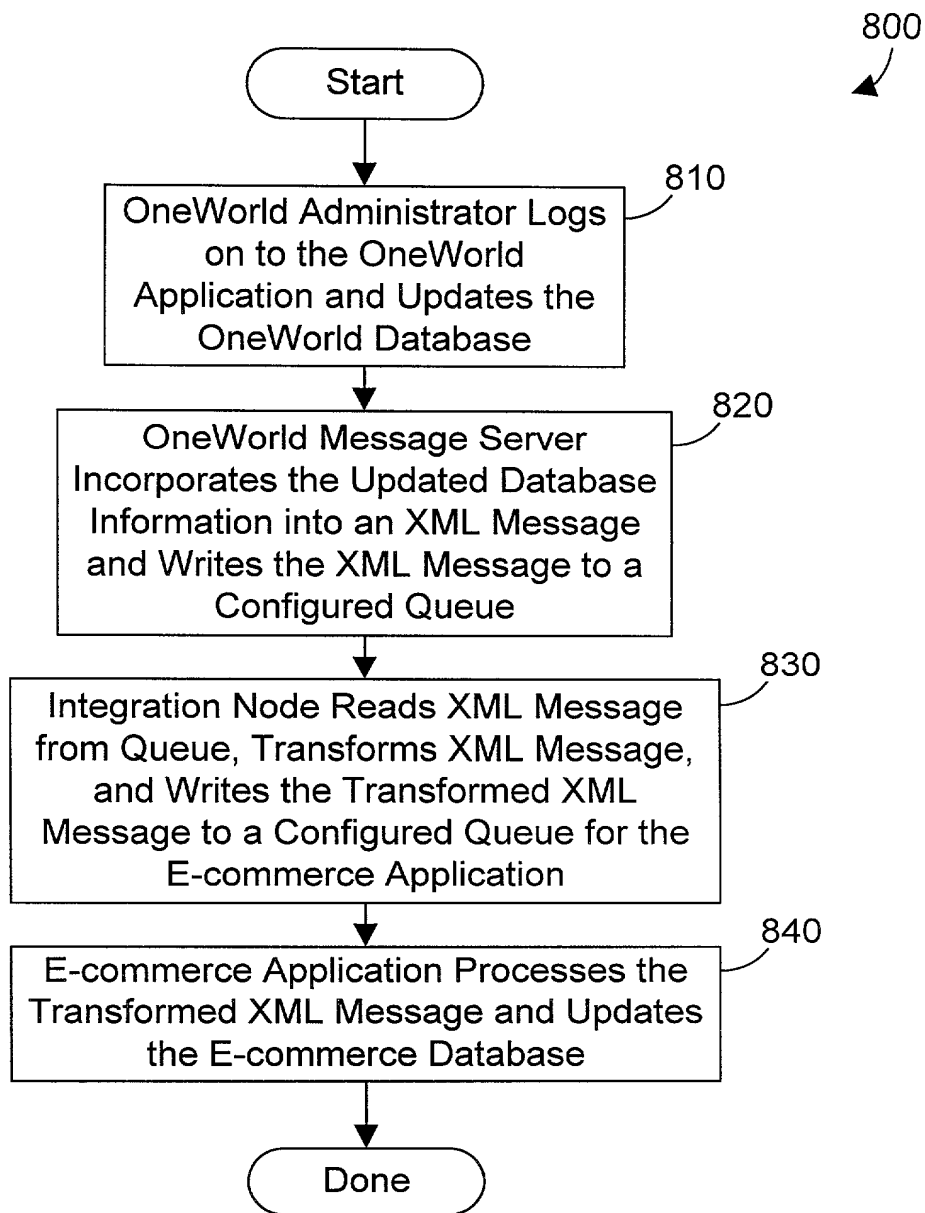 800
Start
810
OneWorld Administrator Logs
on to the OneWorld
Application and Updates the
OneWorld Database
820
OneWorld Message Server
Incorporates the Updated Database
Information into an XML Message
and Writes the XML Message to a
Configured Queue
830
Integration Node Reads XML Message
from Queue, Transforms XML Message,
and Writes the Transformed XML
Message to a Configured Queue for the
E-commerce Application
840
E-commerce Application Processes the
Transformed XML Message and Updates
the E-commerce Database
Done